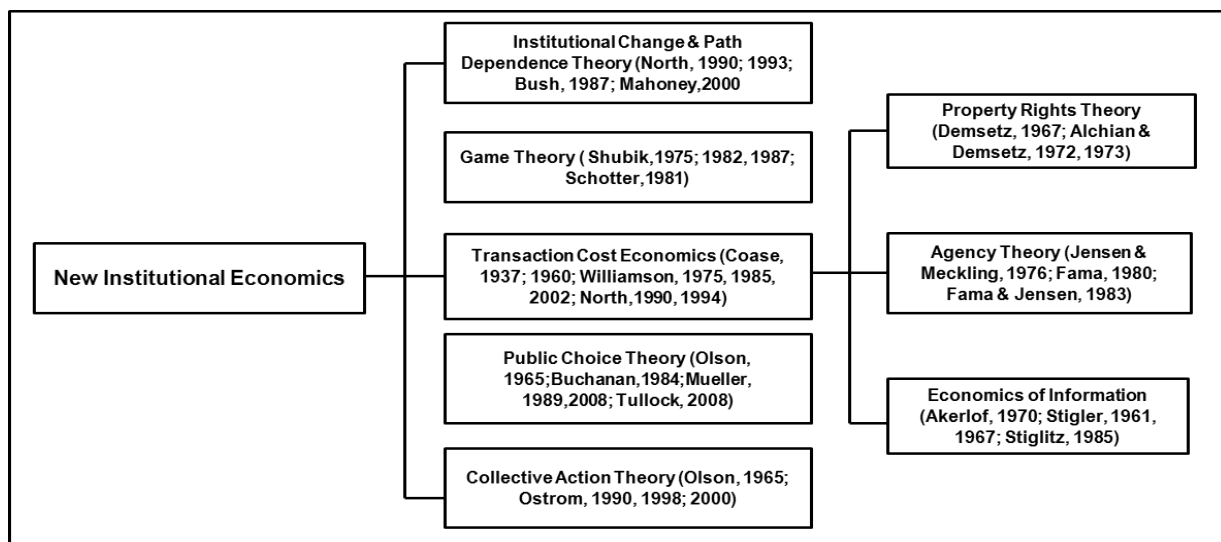 Institutional Change & Path
Dependence Theory (North, 1990; 1993;
Bush, 1987; Mahoney,2000
Game Theory ( Shubik,1975; 1982, 1987;
Schotter,1981)
New Institutional Economics
Transaction Cost Economics (Coase,
1937; 1960; Williamson, 1975, 1985,
2002; North,1990, 1994)
Public Choice Theory (Olson,
1965;Buchanan,1984;Mueller,
1989,2008; Tullock, 2008)
Collective Action Theory (Olson, 1965;
Ostrom, 1990, 1998; 2000)
Property Rights Theory
(Demsetz, 1967; Alchian &
Demsetz, 1972, 1973)
Agency Theory (Jensen &
Meckling, 1976; Fama, 1980;
Fama & Jensen, 1983)
Economics of Information
(Akerlof, 1970; Stigler, 1961,
1967; Stiglitz, 1985)